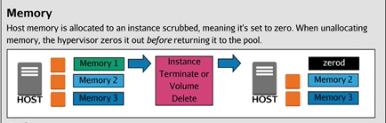 Memory
Host memory is allocated to an instance scrubbed, meaning it's set to zero. When unallocating
memory, the hypervisor zeros it out before returning it to the pool.
Memory 1
Memory 2
Memory 3
HOST
Instance
Terminate or
Volume
Delete
zerod
Memory 2
Memory 3
HOST